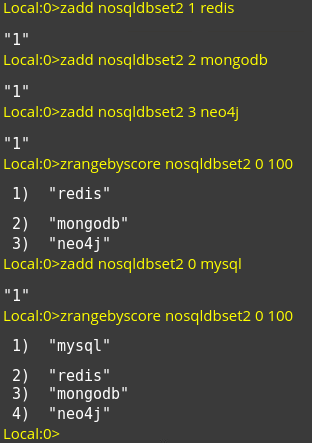 Local:0>zadd nosqldbset2 1 redis
"1"
Local:0>zadd nosqldbset2 2 mongodb
"1"
Local:0>zadd nosqldbset2 3 neo4j
"1"
Local:0>zrangebyscore nosqldbset2 0 100
1)  "redis"
2)  "mongodb"
3)  "neo4j"
Local:0>zadd nosqldbset2 0 mysql
"1"
Local:0>zrangebyscore nosqldbset2 0 100
1)  "mysql"
2)  "redis"
3)  "mongodb"
4)  "neo4j"
Local:0>